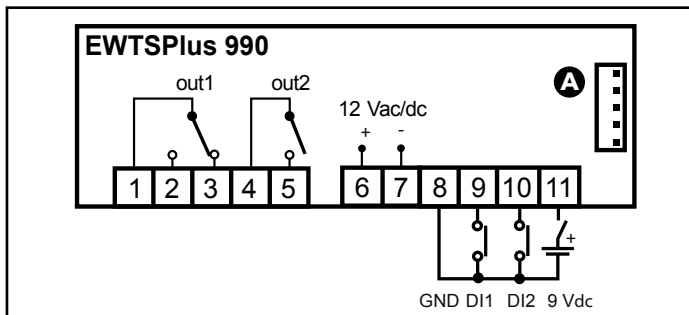 EWTSPlus 990
out1 out2
12 Vac/dc
A
+ -
1 2 3 4 5 6 7 8 9 10 11
+
GND DI1 DI2 9 Vdc